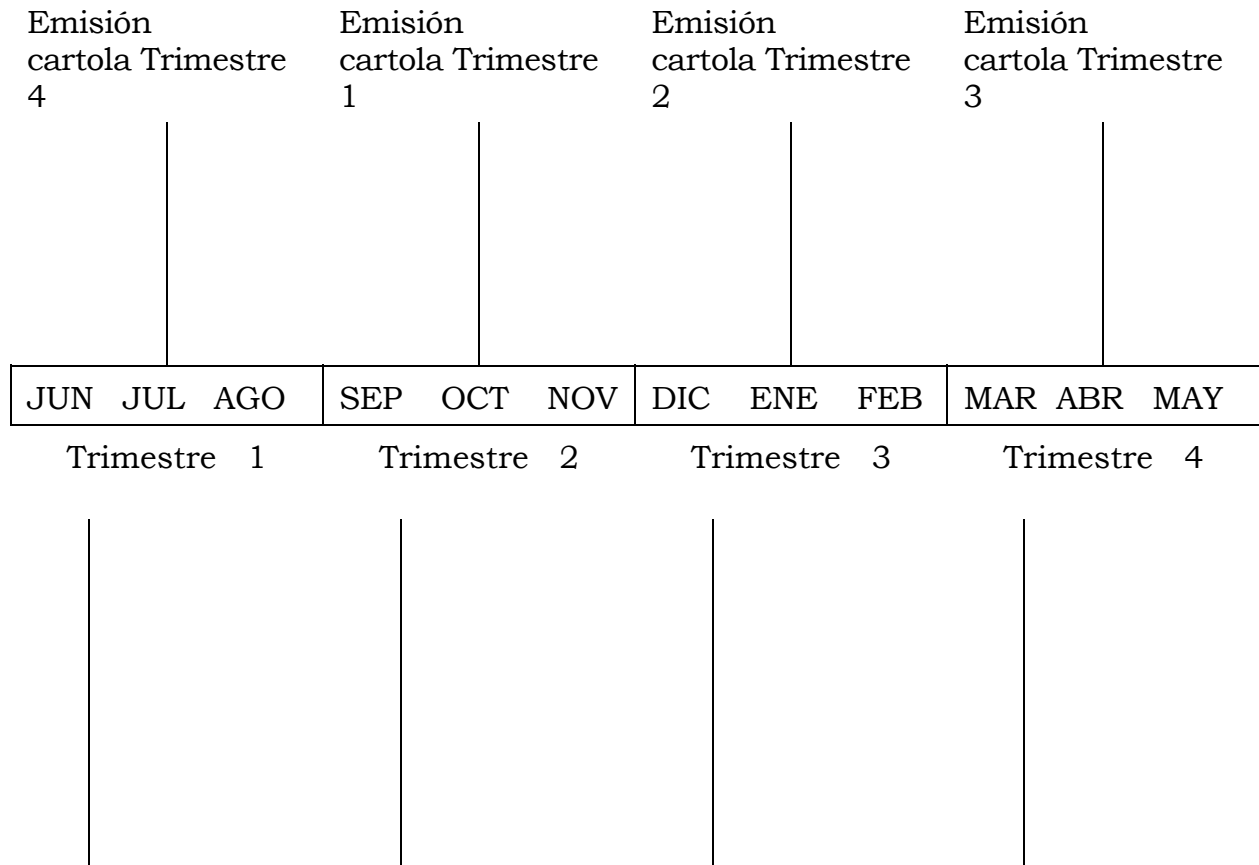 Emisión
cartola Trimestre
4
Emisión
cartola Trimestre
1
Emisión
cartola Trimestre
2
Emisión
cartola Trimestre
3
JUN JUL AGO SEP OCT NOV DIC ENE FEB MAR ABR MAY
Trimestre 1 Trimestre 2 Trimestre 3 Trimestre 4